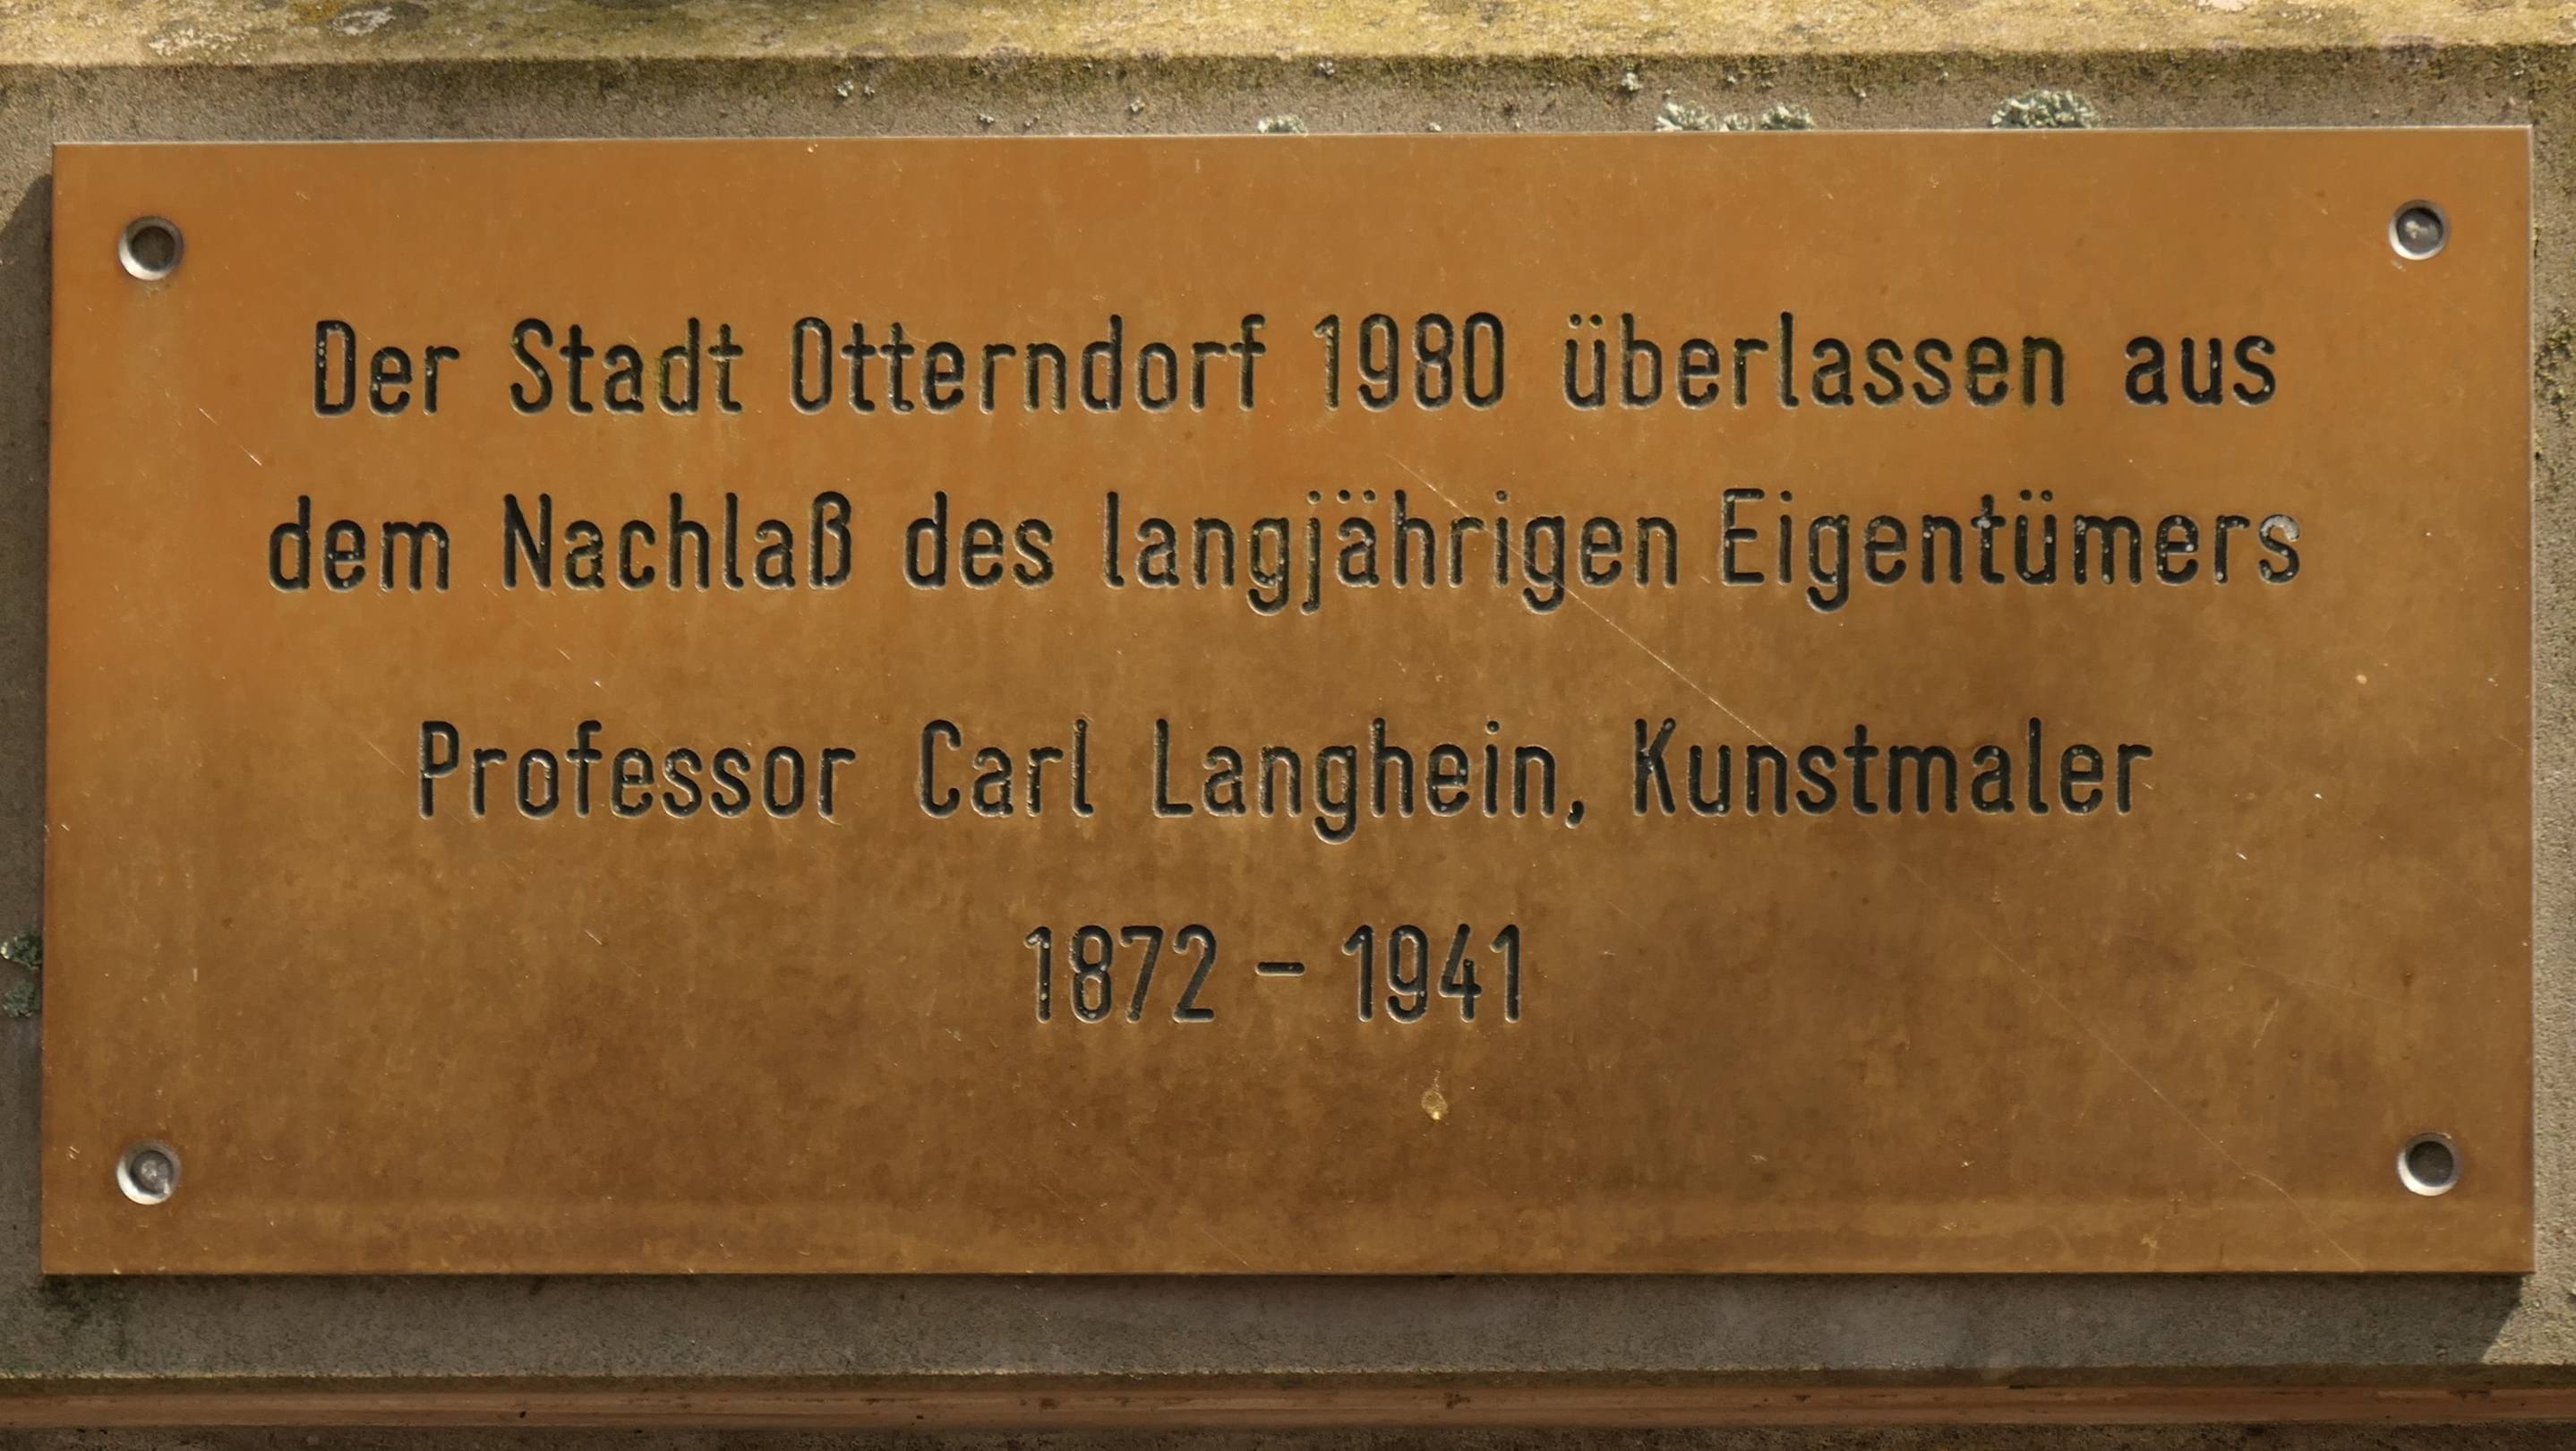 Der Stadt Otterndorf 1980 überlassen aus
dem Nachlaß des langjährigen Eigentümers
Professor Carl Langhein, Kunstmaler
1872 – 1941